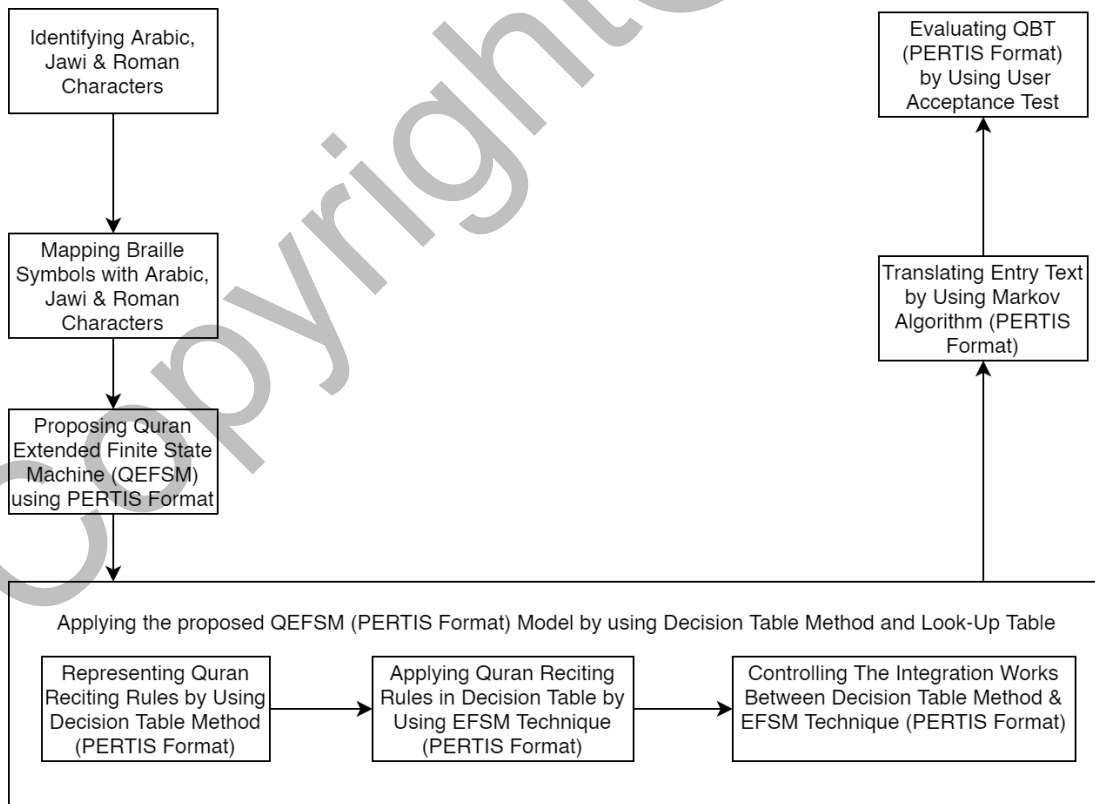 Identifying Arabic,
Jawi & Roman
Characters
Mapping Braille
Symbols with Arabic,
Jawi & Roman
Characters
Proposing Quran
Extended Finite State
Machine (QEFSM)
using PERTIS Format
Applying the proposed QEFSM (PERTIS Format) Model by using Decision Table Method and Look-Up Table
Representing Quran
Reciting Rules by Using
Decision Table Method
(PERTIS Format)
Applying Quran Reciting
Rules in Decision Table by
Using EFSM Technique
(PERTIS Format)
Controlling The Integration Works
Between Decision Table Method &
EFSM Technique (PERTIS Format)
Translating Entry Text
by Using Markov
Algorithm (PERTIS
Format)
Evaluating QBT
(PERTIS Format)
by Using User
Acceptance Test
Copyright